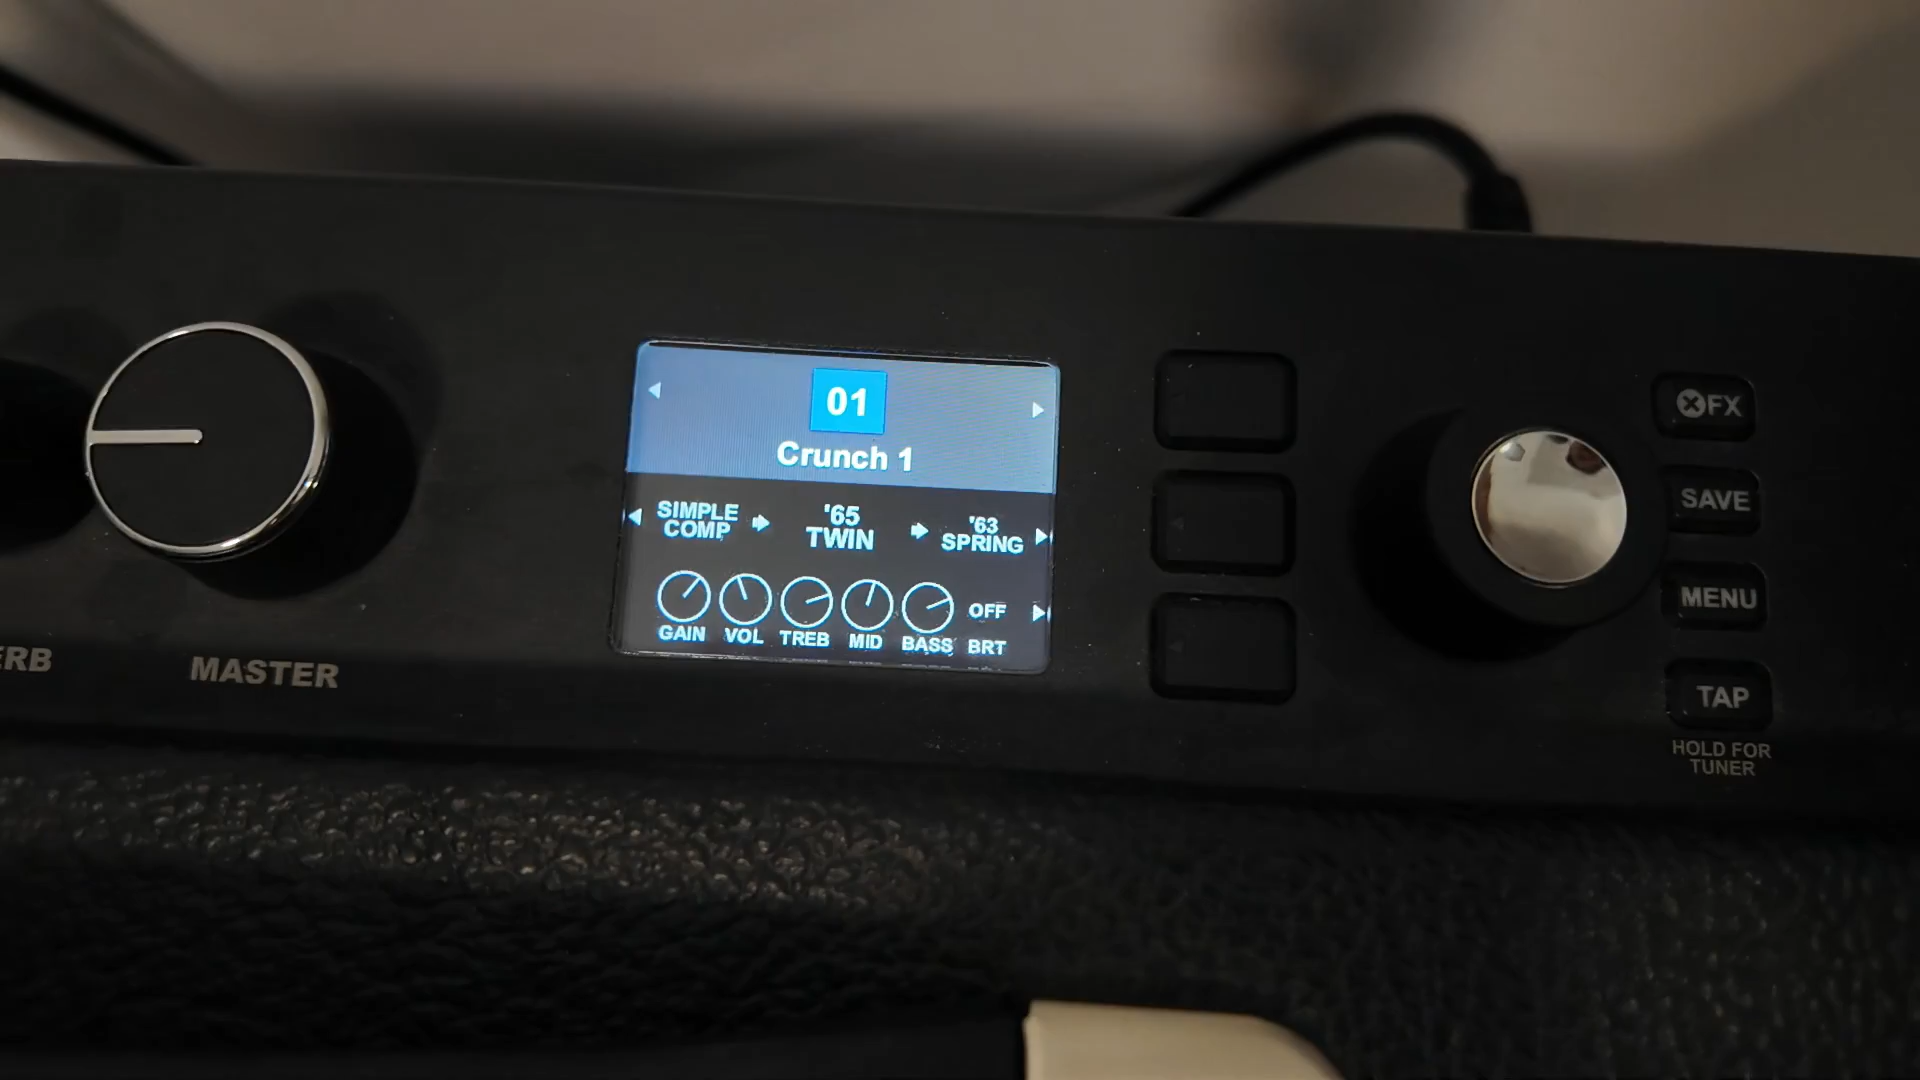 01
Crunch 1
SIMPLE
COMP
'65
TWIN
'63
SPRING
OFF
GAIN VOL TREB MID BASS BRT
ERB
MASTER
FX
SAVE
MENU
TAP
HOLD FOR
TUNER